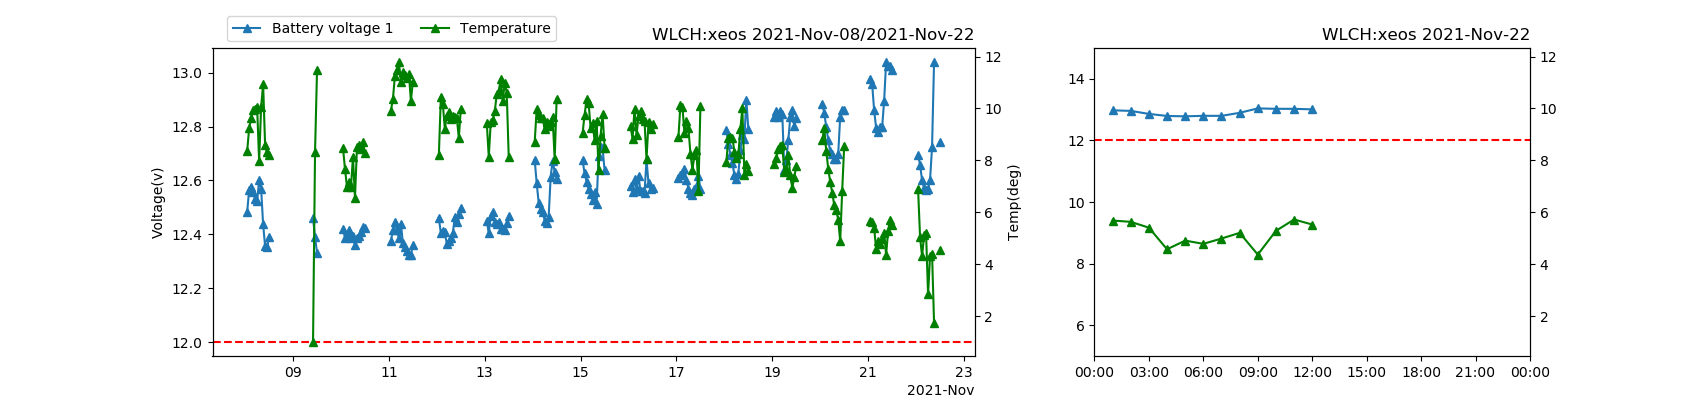 Battery voltage 1 Temperature
WLCH:xeos 2021-Nov-08/2021-Nov-22
WLCH:xeos 2021-Nov-22
Voltage(v)
13.0
12.8
12.6
12.4
12.2
12.0
12
10
8
6
4
2
Temp(deg)
09 11 13 15 17 19 21 23
2021-Nov
14
12
10
8
6
12
10
8
6
4
2
00:00 03:00 06:00 09:00 12:00 15:00 18:00 21:00 00:00